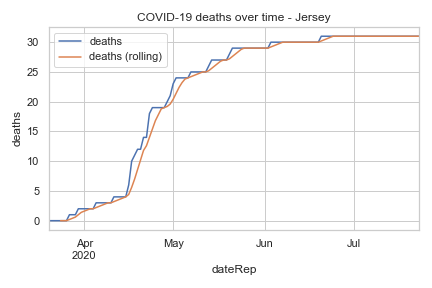 COVID-19 deaths over time - Jersey
deaths
deaths (rolling)
deaths
30
25
20
15
10
5
0
Apr May Jun Jul
2020
dateRep